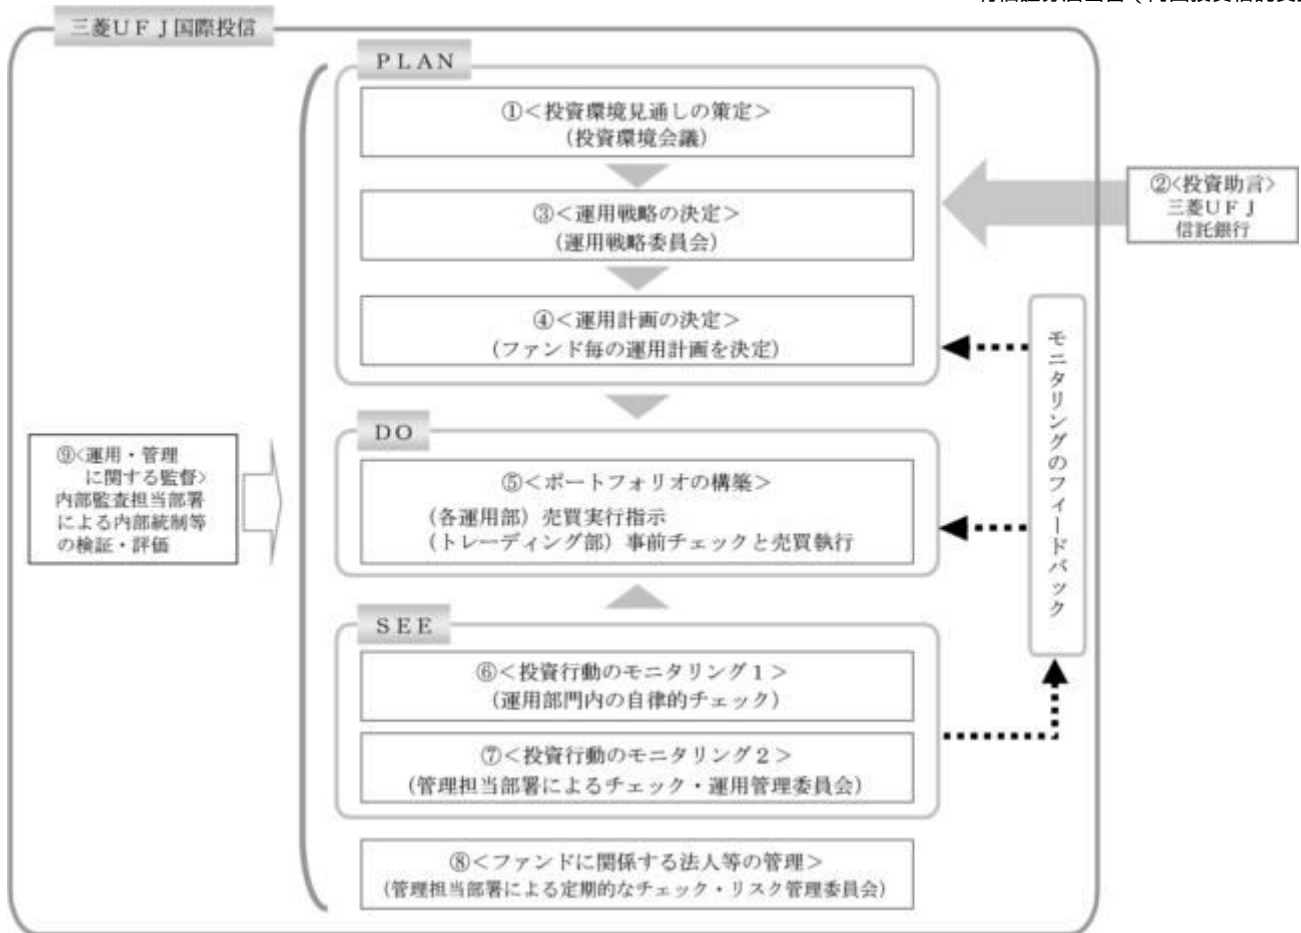 三菱ＵＦＪ国際投信
ＰＬＡＮ
①＜投資環境見通しの策定＞
（投資環境会議）
②＜投資助言＞
三菱ＵＦＪ
信託銀行
③＜運用戦略の決定＞
（運用戦略委員会）
④＜運用計画の決定＞
（ファンド毎の運用計画を決定）
モニタリングのフィードバック
ＤＯ
⑤＜ポートフォリオの構築＞
（各運用部）売買実行指示
（トレーディング部）事前チェックと売買執行
⑨＜運用・管理
に関する監督＞
内部監査担当部署
による内部統制等
の検証・評価
ＳＥＥ
⑥＜投資行動のモニタリング１＞
（運用部門内の自律的チェック）
⑦＜投資行動のモニタリング２＞
（管理担当部署によるチェック・運用管理委員会）
⑧＜ファンドに関係する法人等の管理＞
（管理担当部署による定期的なチェック・リスク管理委員会）